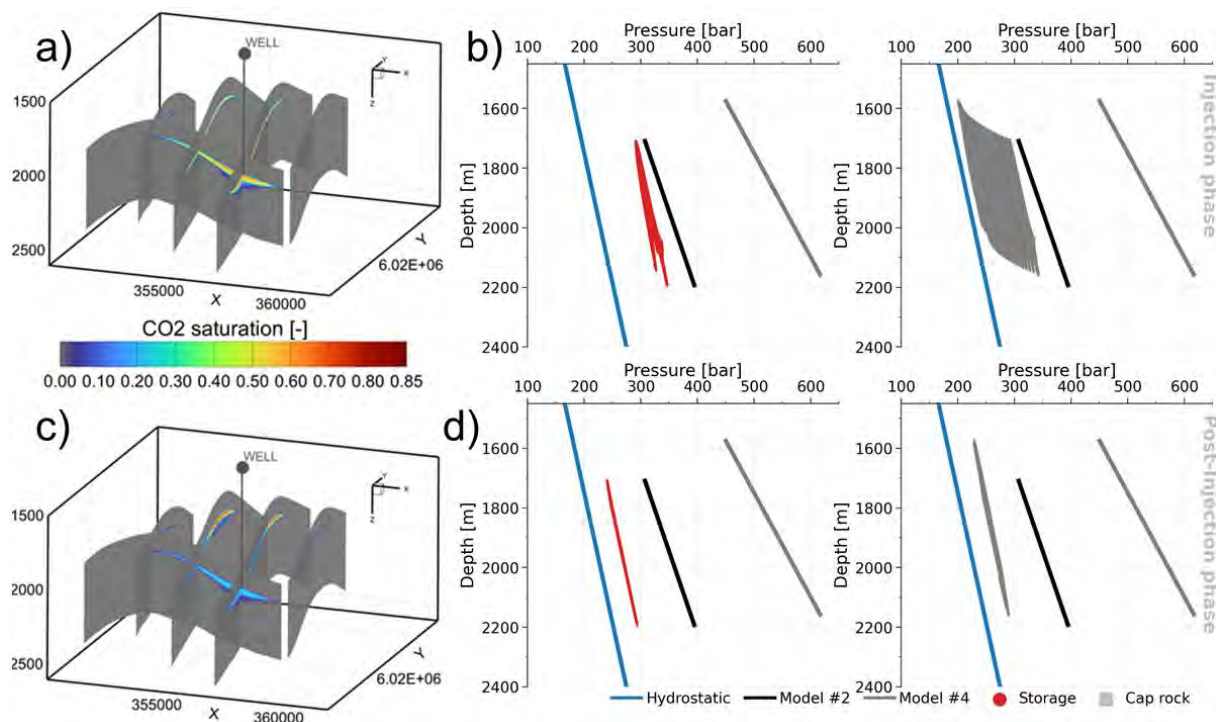 a)
WELL
Y
X
Z
1500
2000
2500
355000
X
360000
Y
6.02E+06
CO2 saturation [-]
0.00 0.10 0.20 0.30 0.40 0.50 0.60 0.70 0.80 0.85
b)
Pressure [bar]
100 200 300 400 500 600
Depth [m]
1600
1800
2000
2200
2400
Pressure [bar]
100 200 300 400 500 600
Depth [m]
1600
1800
2000
2200
2400
Injection phase
c)
WELL
Y
X
Z
1500
2000
2500
355000
X
360000
Y
6.02E+06
d)
Pressure [bar]
100 200 300 400 500 600
Depth [m]
1600
1800
2000
2200
2400
Pressure [bar]
100 200 300 400 500 600
Depth [m]
1600
1800
2000
2200
2400
Post-Injection phase
Hydrostatic Model #2 Model #4 Storage Cap rock